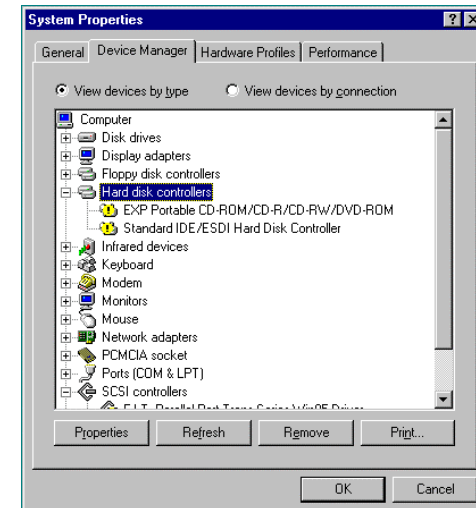 System Properties
General Device Manager Hardware Profiles Performance
View devices by type View devices by connection
Computer
Disk drives
Display adapters
Floppy disk controllers
Hard disk controllers
EXP Portable CD-ROM/CD-R/CD-RW/DVD-ROM
Standard IDE/ESDI Hard Disk Controller
Infrared devices
Keyboard
Modem
Monitors
Mouse
Network adapters
PCMCIA socket
Ports (COM & LPT)
SCSI controllers
Properties Refresh Remove Print...
OK Cancel